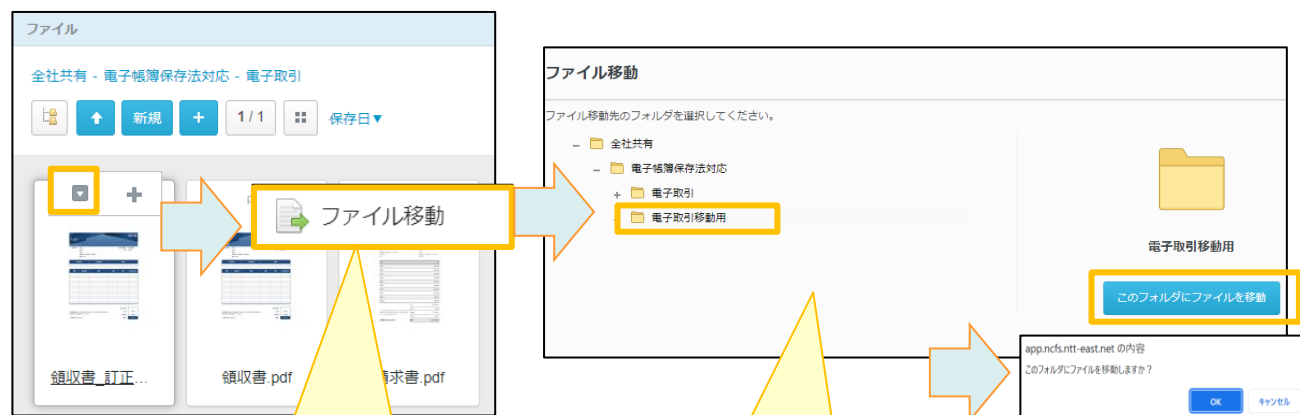 ファイル
全社共有 - 電子帳簿保存法対応 - 電子取引
新規
1 / 1
保存日▼
ファイル移動
領収書_訂正...
領収書.pdf
求書.pdf
ファイル移動
ファイル移動先のフォルダを選択してください。
全社共有
電子帳簿保存法対応
電子取引
電子取引移動用
電子取引移動用
このフォルダにファイルを移動
app.ncfs.ntt-east.net の内容
このフォルダにファイルを移動しますか？
OK
キャンセル